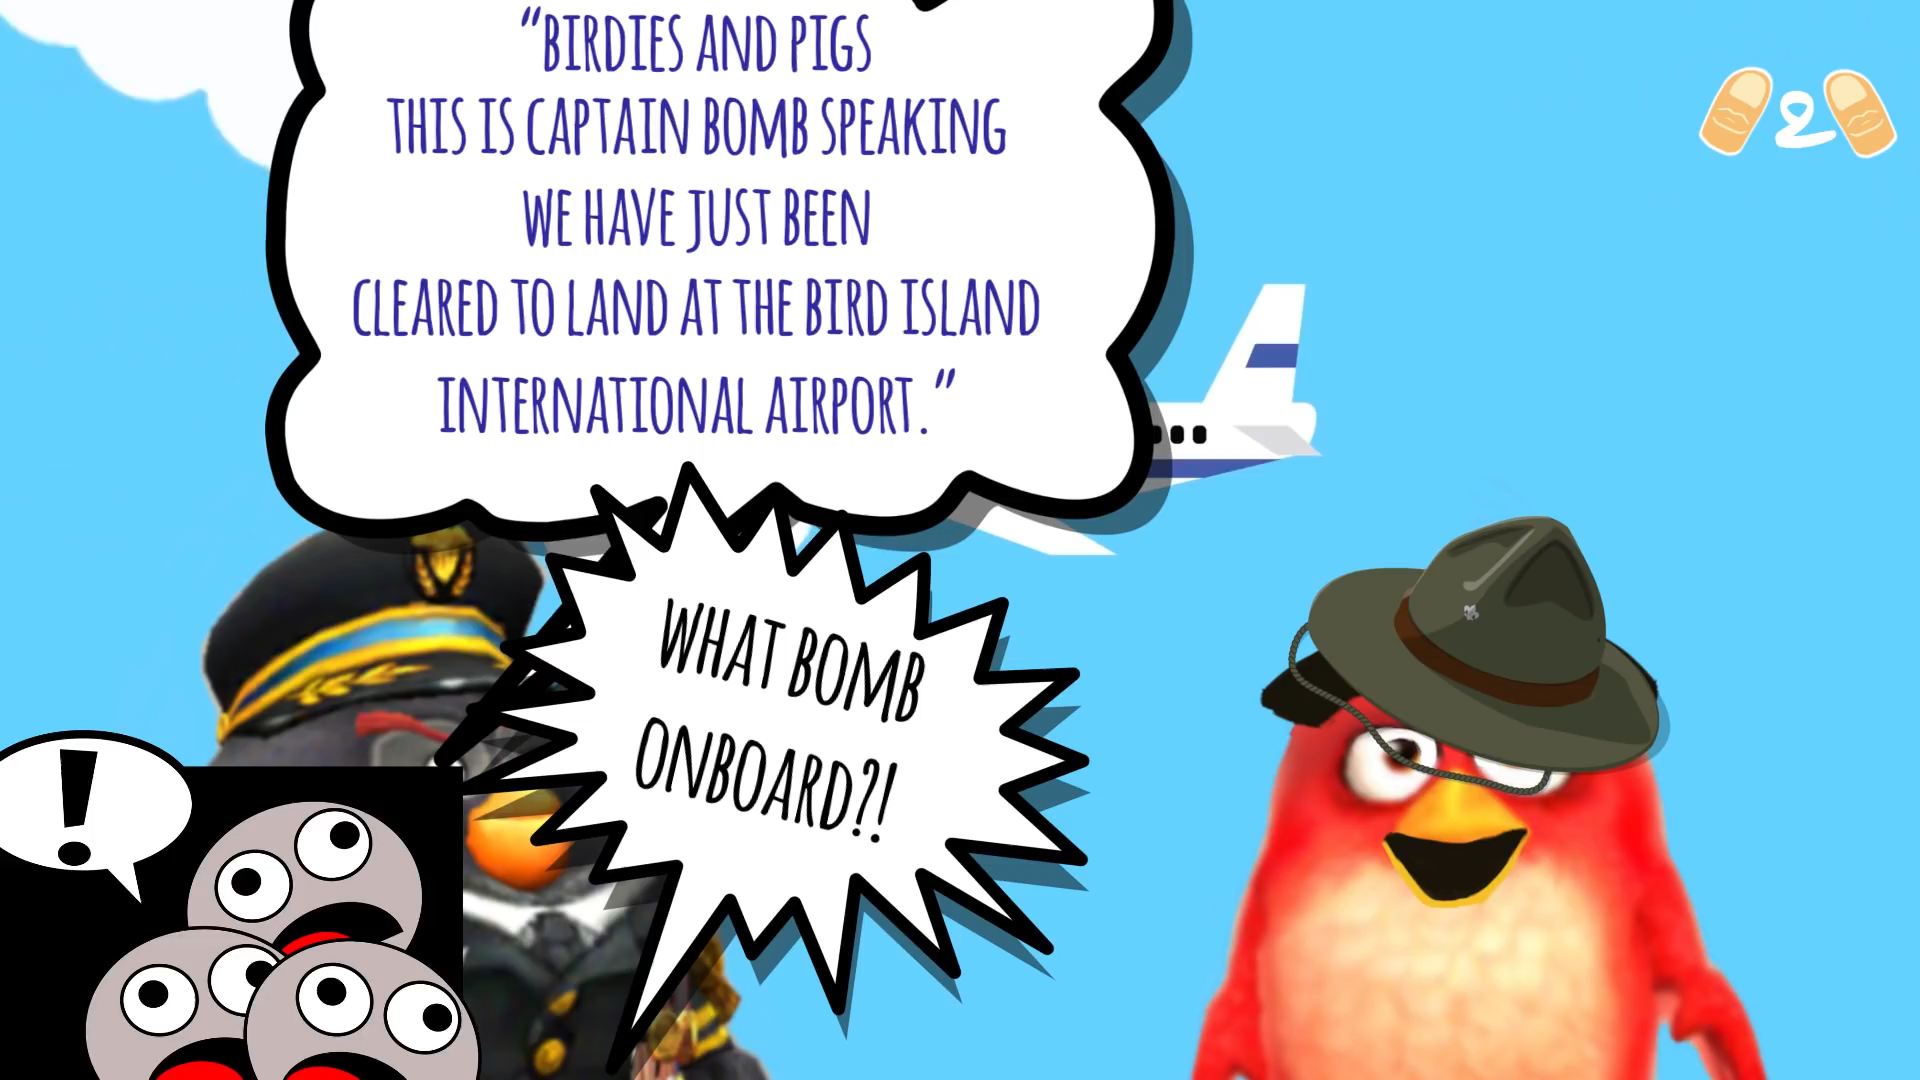 “BIRDIES AND PIGS
THIS IS CAPTAIN BOMB SPEAKING
WE HAVE JUST BEEN
CLEARED TO LAND AT THE BIRD ISLAND
INTERNATIONAL AIRPORT.”
2
WHAT BOMB
ONBOARD?!
!